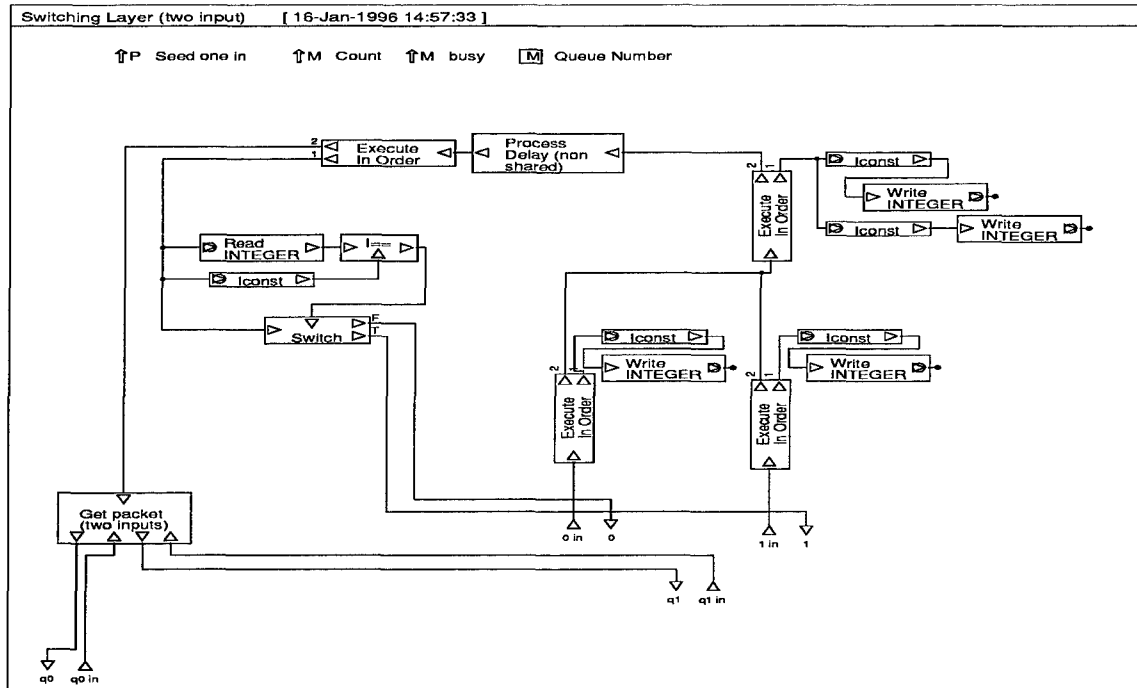 Switching Layer (two input) [ 16-Jan-1996 14:57:33 ]
⇑P Seed one in ⇑M Count ⇑M busy M Queue Number
2
1
Execute
In Order
Process
Delay (non
shared)
2
1
Execute
In Order
Iconst
Write
INTEGER
Iconst
Write
INTEGER
Read
INTEGER
I==
Iconst
Switch
F
T
2
1
Execute
In Order
Iconst
Write
INTEGER
2
1
Execute
In Order
Iconst
Write
INTEGER
Get packet
(two inputs)
0 in
0
1 in
1
q1
q1 in
q0
q0 in